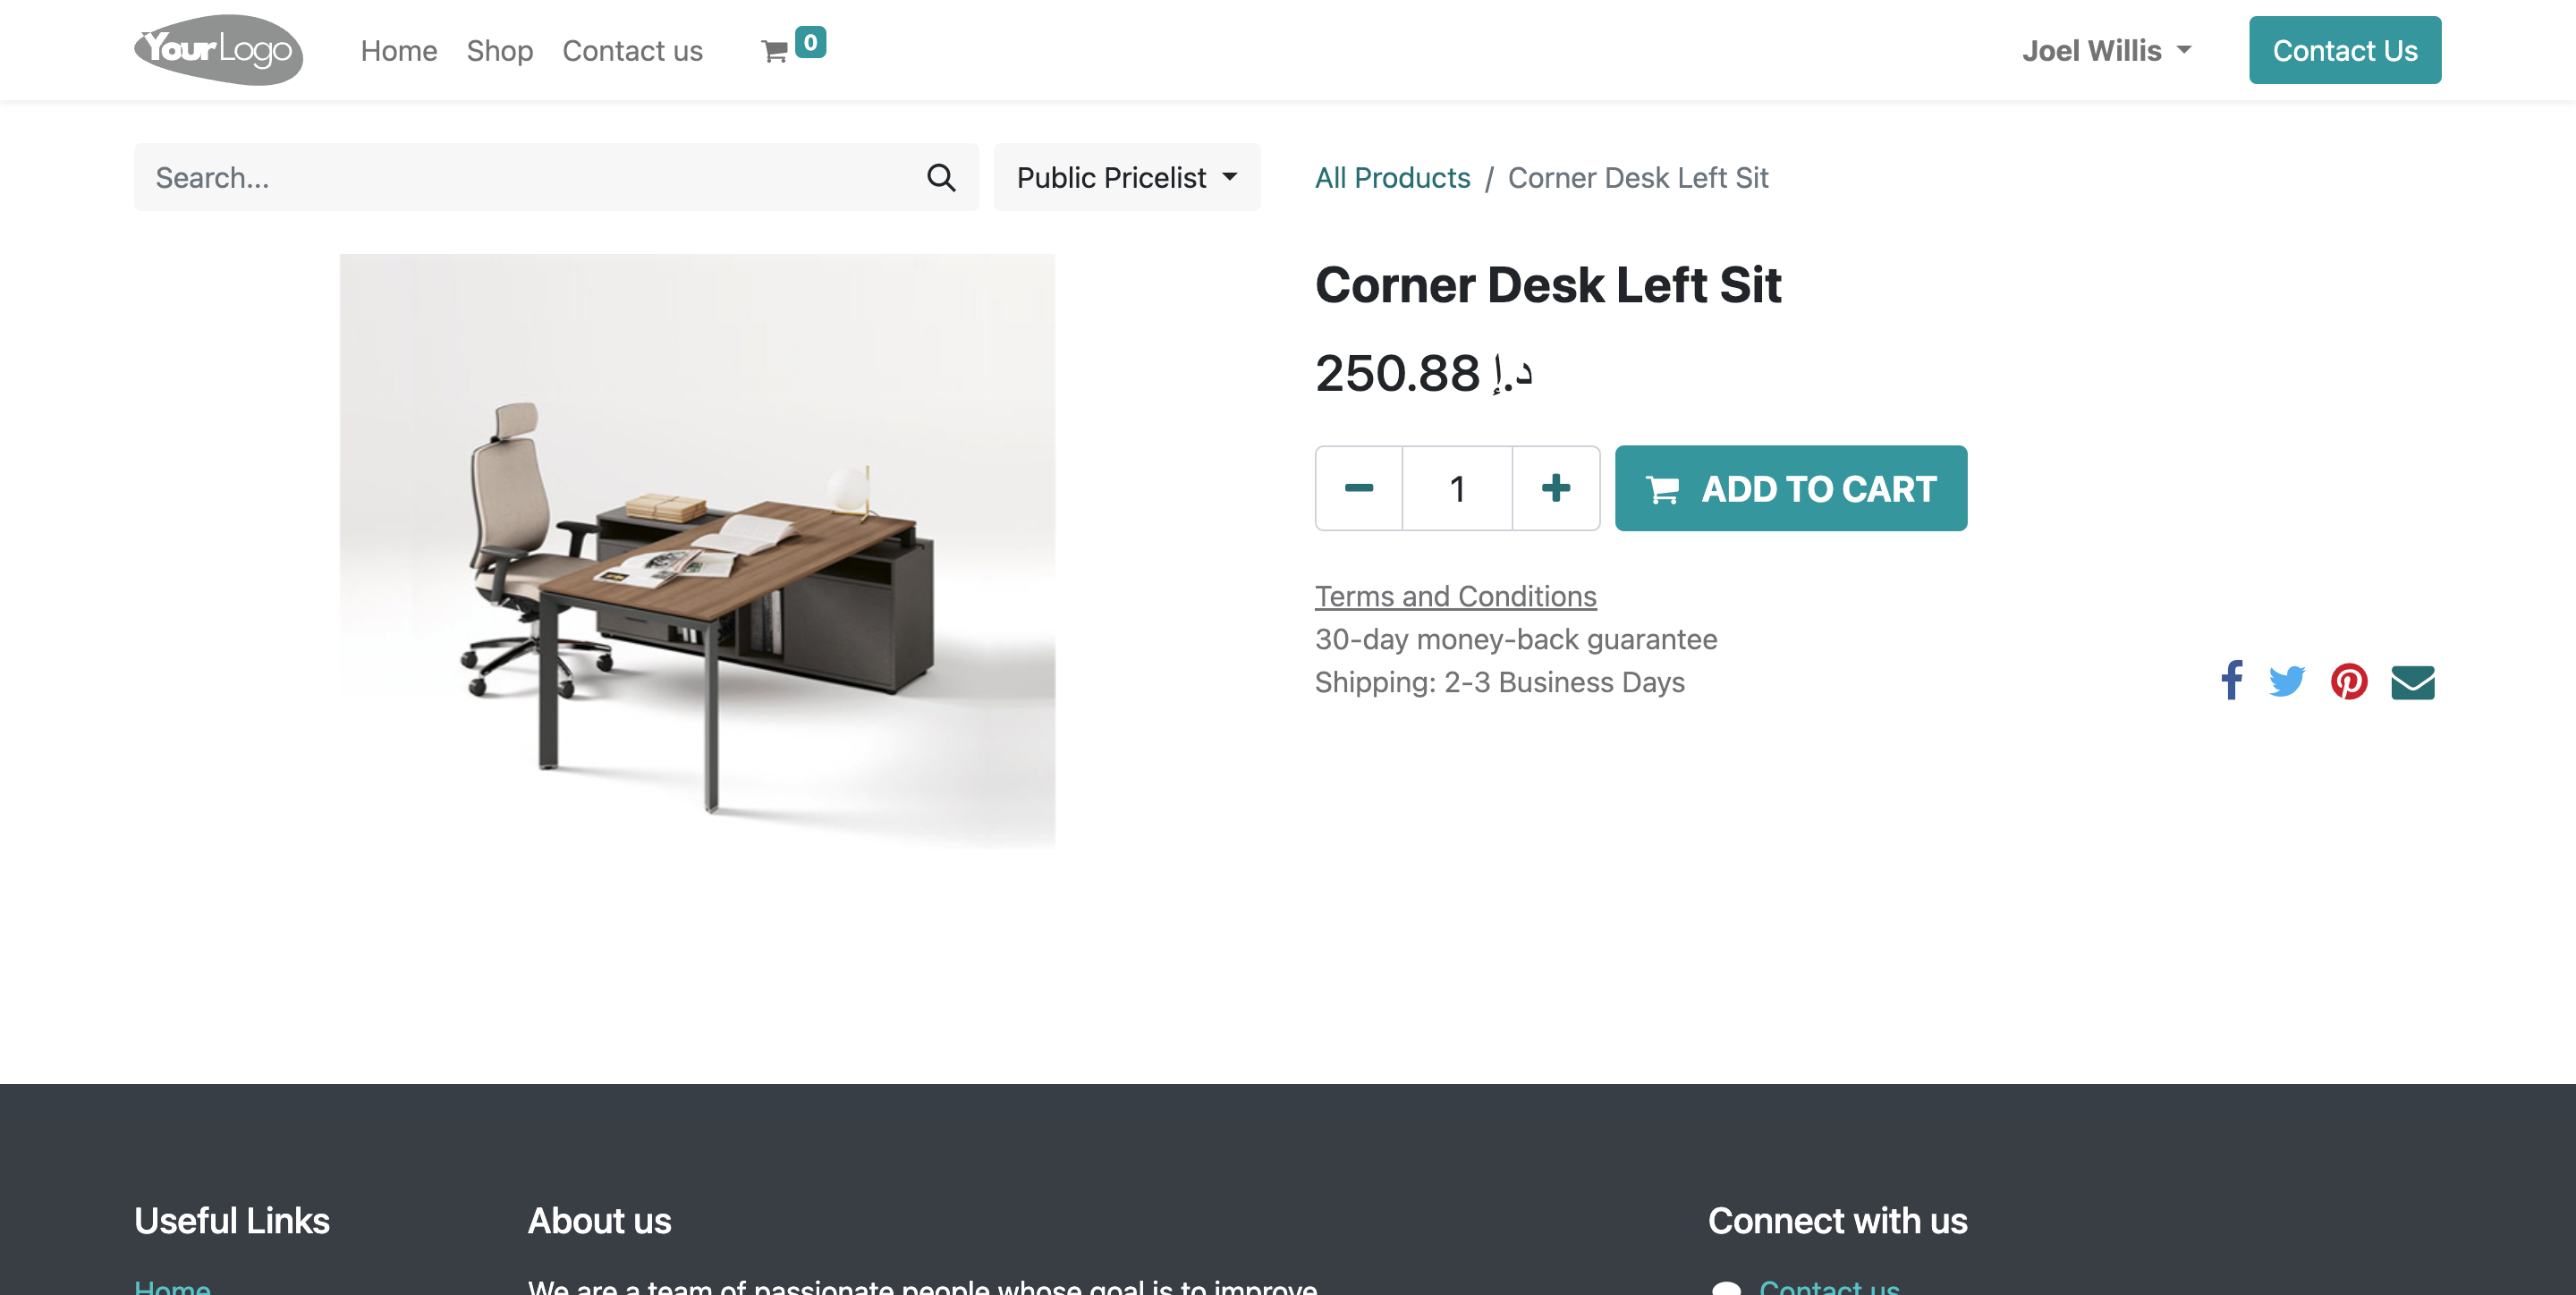 YourLogo
Home Shop Contact us 0
Joel Willis
Contact Us
Search...
Public Pricelist
All Products / Corner Desk Left Sit
Corner Desk Left Sit
250.88 د.إ
1
ADD TO CART
Terms and Conditions
30-day money-back guarantee
Shipping: 2-3 Business Days
Useful Links
About us
Connect with us
Home
We are a team of passionate people whose goal is to improve
Contact us